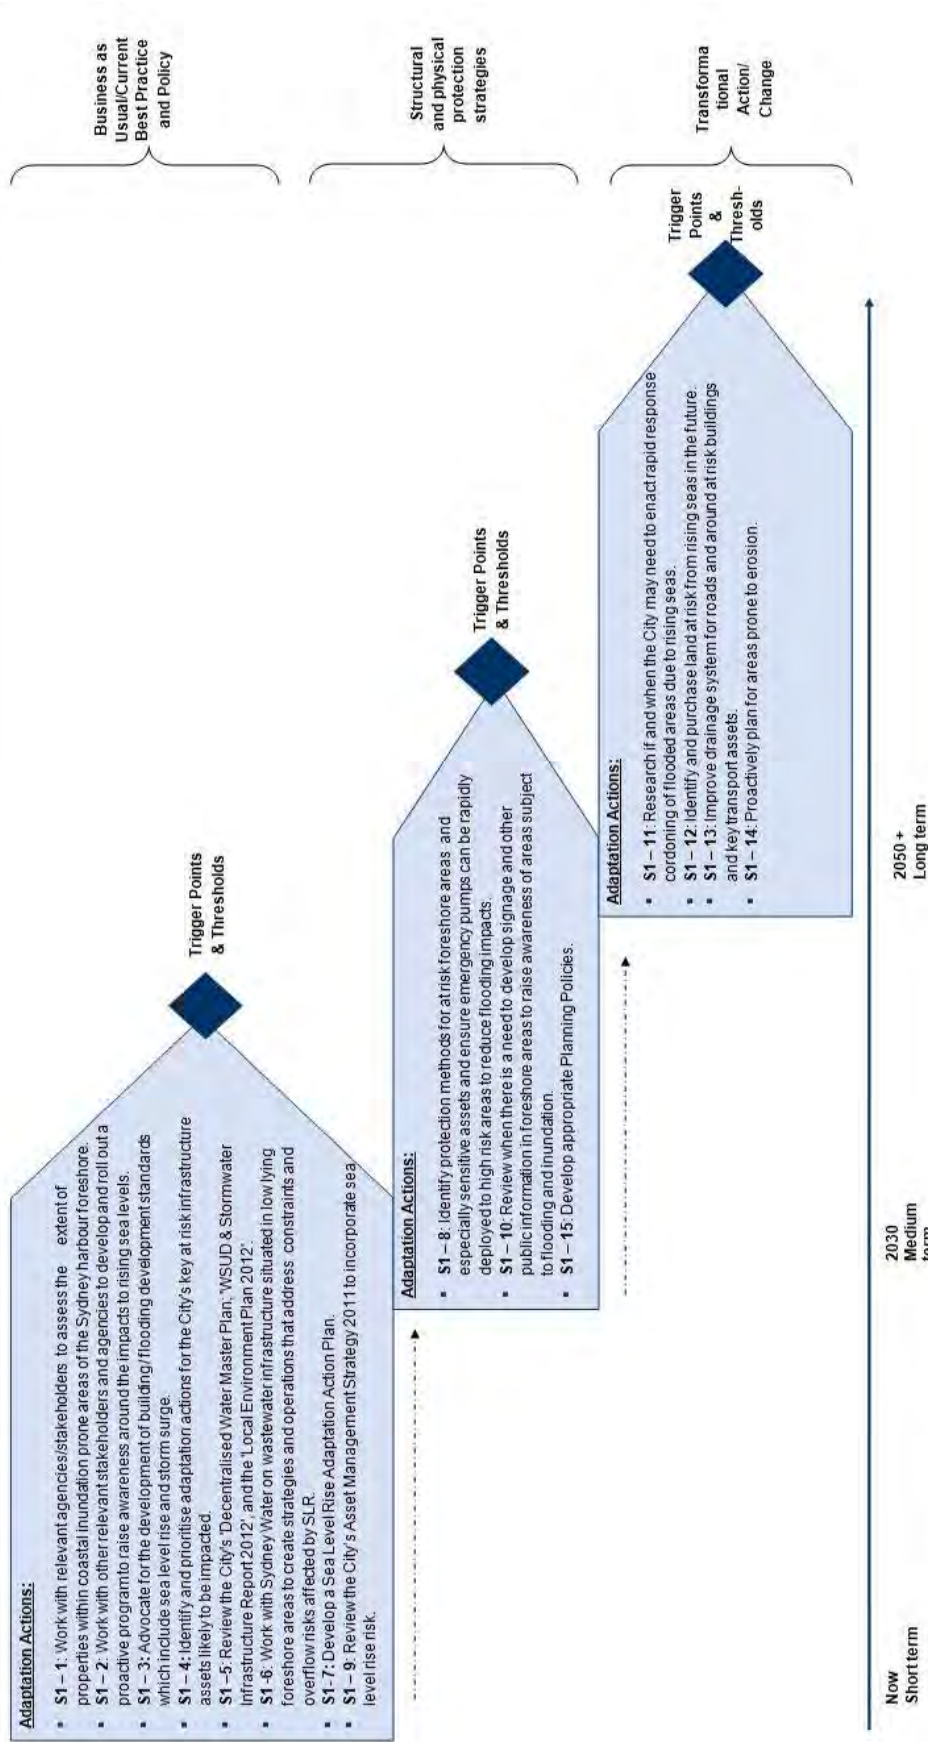 Adaptation Actions:
▪ S1 – 1: Work with relevant agencies/stakeholders to assess the extent of
properties within coastal inundation prone areas of the Sydney harbour foreshore.
▪ S1 – 2: Work with other relevant stakeholders and agencies to develop and roll out a
proactive program to raise awareness around the impacts to rising sea levels.
▪ S1 – 3: Advocate for the development of building/flooding development standards
which include sea level rise and storm surge.
▪ S1 – 4: Identify and prioritise adaptation actions for the City's key at risk infrastructure
assets likely to be impacted.
▪ S1 –5: Review the City's 'Decentralised Water Master Plan; 'WSUD & Stormwater
Infrastructure Report 2012', and the 'Local Environment Plan 2012'.
▪ S1 -6: Work with Sydney Water on wastewater infrastructure situated in low lying
foreshore areas to create strategies and operations that address constraints and
overflow risks affected by SLR.
▪ S1- 7: Develop a Sea Level Rise Adaptation Action Plan.
▪ S1 – 9: Review the City's Asset Management Strategy 2011 to incorporate sea
level rise risk.
Trigger Points
& Thresholds
Business as
Usual/Current
Best Practice
and Policy
Adaptation Actions:
▪ S1 – 8: Identify protection methods for at risk foreshore areas and
especially sensitive assets and ensure emergency pumps can be rapidly
deployed to high risk areas to reduce flooding impacts.
▪ S1 – 10: Review when there is a need to develop signage and other
public information in foreshore areas to raise awareness of areas subject
to flooding and inundation.
▪ S1 – 15: Develop appropriate Planning Policies.
Trigger Points
& Thresholds
Structural
and physical
protection
strategies
Adaptation Actions:
▪ S1 – 11: Research if and when the City may need to enact rapid response
cordoning of flooded areas due to rising seas.
▪ S1 – 12: Identify and purchase land at risk from rising seas in the future.
▪ S1 – 13: Improve drainage system for roads and around at risk buildings
and key transport assets.
▪ S1 – 14: Proactively plan for areas prone to erosion.
Trigger
Points
&
Thresh-
olds
Transforma
tional
Action/
Change
Now
Short term
2030
Medium
term
2050 +
Long term